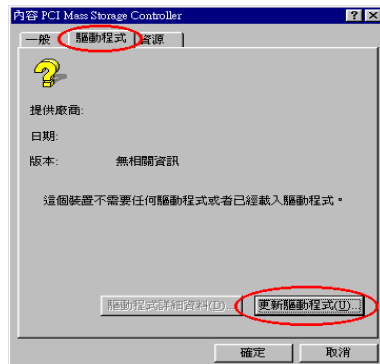 內容 PCI Mass Storage Controller
一般 驅動程式 資源
提供廠商:
日期:
版本: 無相關資訊
這個裝置不需要任何驅動程式或者已經載入驅動程式。
驅動程式詳細資料(D)... 更新驅動程式(U)...
確定 取消